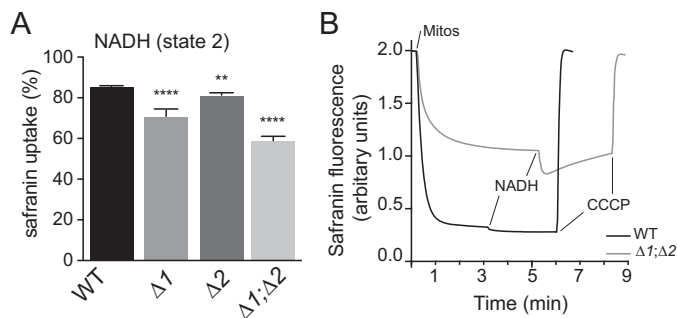 A
NADH (state 2)
safranin uptake (%)
100
80
60
40
20
0
****
**
****
WT
Δ1
Δ2
Δ1;Δ2
B
Mitos
Safranin fluorescence
(arbitary units)
2.0
1.5
1.0
0.5
0.0
NADH
CCCP
WT
Δ1;Δ2
1 3 5 7 9
Time (min)